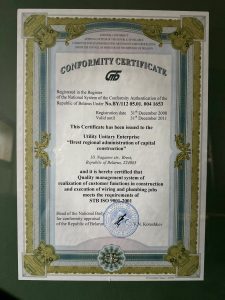 CONFORMITY CERTIFICATE
Registered in the Register
of the National System of the Conformity Authentication of the
Republic of Belarus Under No.BY/112 05.01. 004 1653
Registration date 31st December 2008
Valid until 31st December 2011
This Certificate has been issued to the
Utility Unitary Enterprise
"Brest regional administration of capital
construction"
Brest,
Republic of Belarus,
and it is hereby certified that
Quality management system of
realization of customer functions in construction
and execution of wiring and plumbing jobs
meets the requirements of
STB ISO 9001-2001
Head of the National Body
for conformity appraisal
of the Republic of Belarus